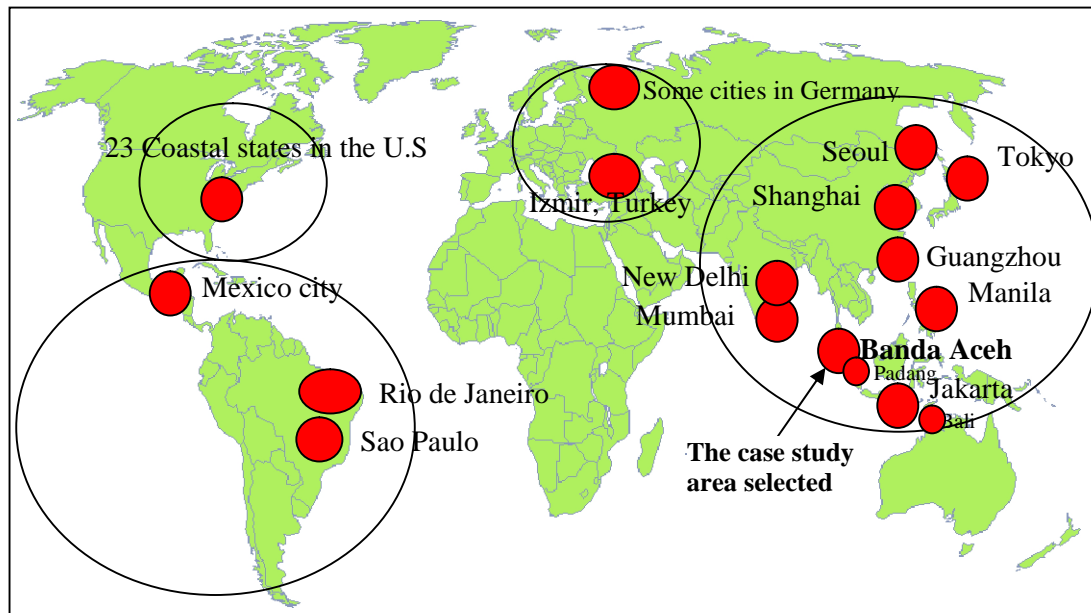 Some cities in Germany
23 Coastal states in the U.S
Seoul
Tokyo
Shanghai
Izmir, Turkey
Guangzhou
New Delhi
Mexico city
Manila
Mumbai
Banda Aceh
Padang
Jakarta
Rio de Janeiro
Bali
Sao Paulo
The case study
area selected